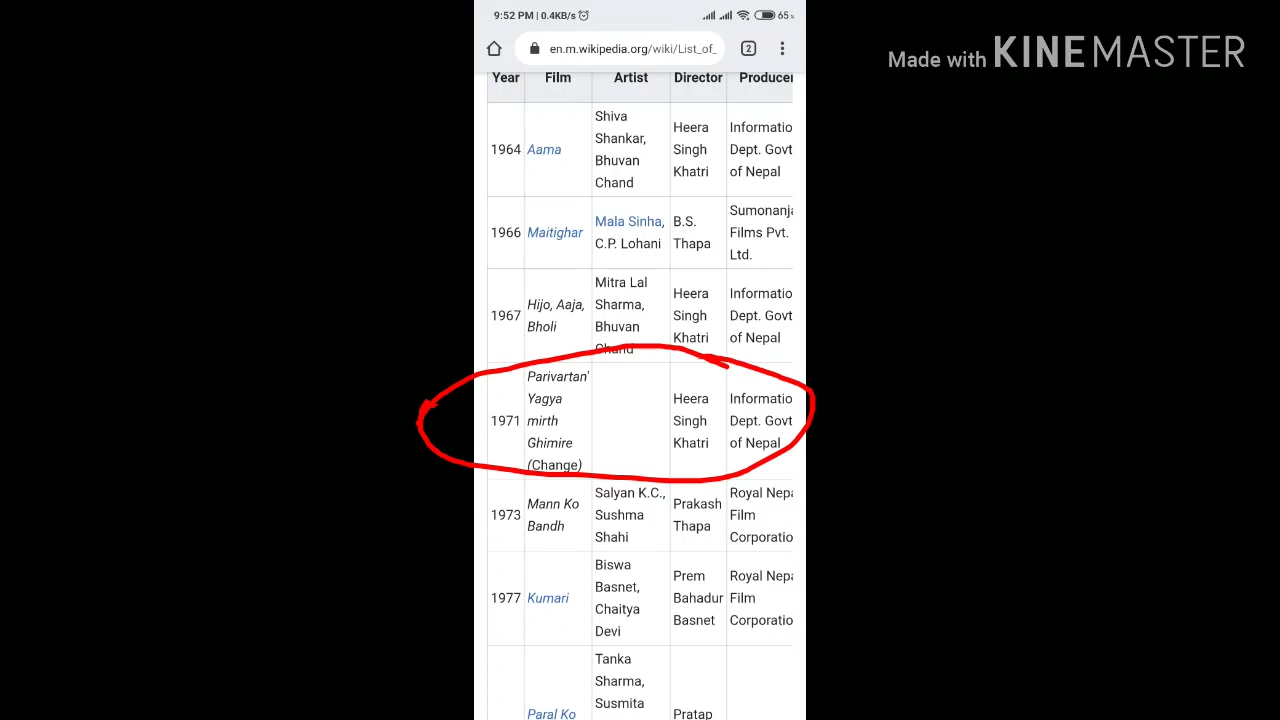 9:52 PM | 0.4KB/s
65
Made with KINEMASTER
en.m.wikipedia.org/wiki/List_of_
2
Year Film Artist Director Producer
1964 Aama Shiva Shankar, Bhuvan Chand Heera Singh Khatri Informatio Dept. Govt of Nepal
1966 Maitighar Mala Sinha, C.P. Lohani B.S. Thapa Sumonanja Films Pvt. Ltd.
1967 Hijo, Aaja, Bholi Mitra Lal Sharma, Bhuvan Chand Heera Singh Khatri Informatio Dept. Govt of Nepal
1971 Parivartan' Yagya mirth Ghimire (Change) Heera Singh Khatri Informatio Dept. Govt of Nepal
1973 Mann Ko Bandh Salyan K.C., Sushma Shahi Prakash Thapa Royal Nepa Film Corporatio
1977 Kumari Biswa Basnet, Chaitya Devi Prem Bahadur Basnet Royal Nepa Film Corporatio
Paral Ko Tanka Sharma, Susmita Pratap